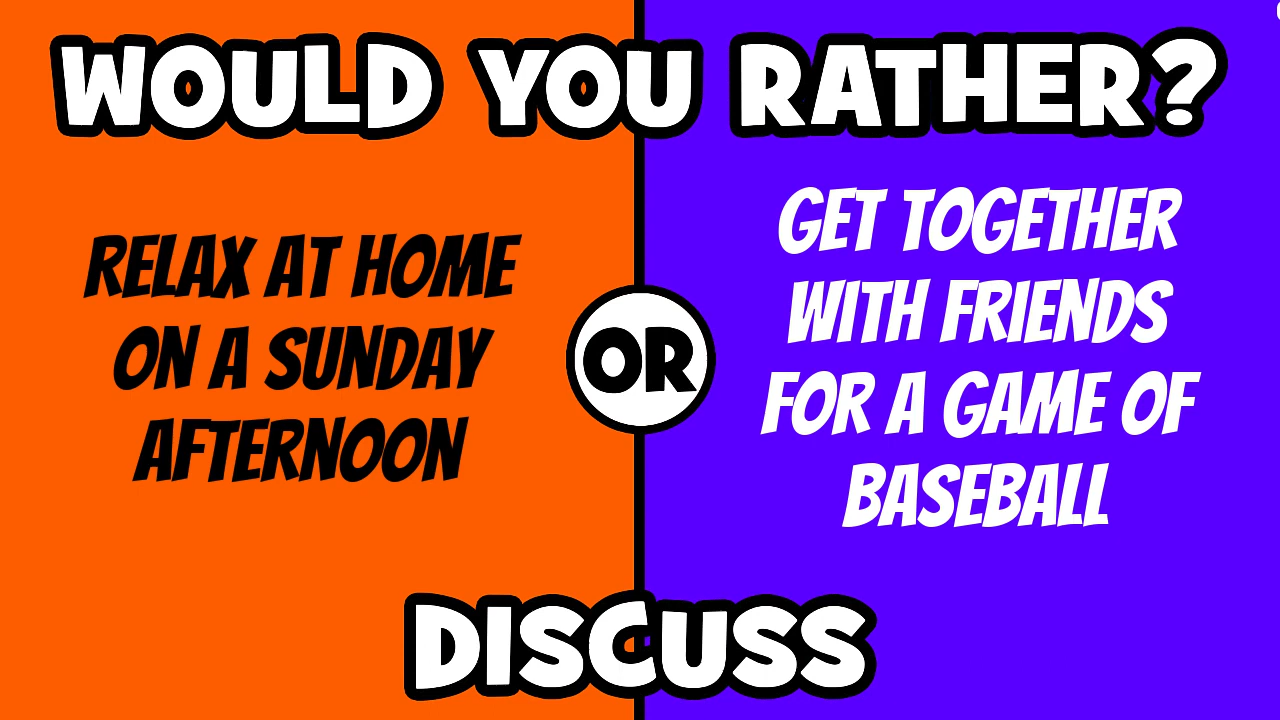 WOULD YOU RATHER?
RELAX AT HOME
ON A SUNDAY
AFTERNOON
OR
GET TOGETHER
WITH FRIENDS
FOR A GAME OF
BASEBALL
DISCUSS